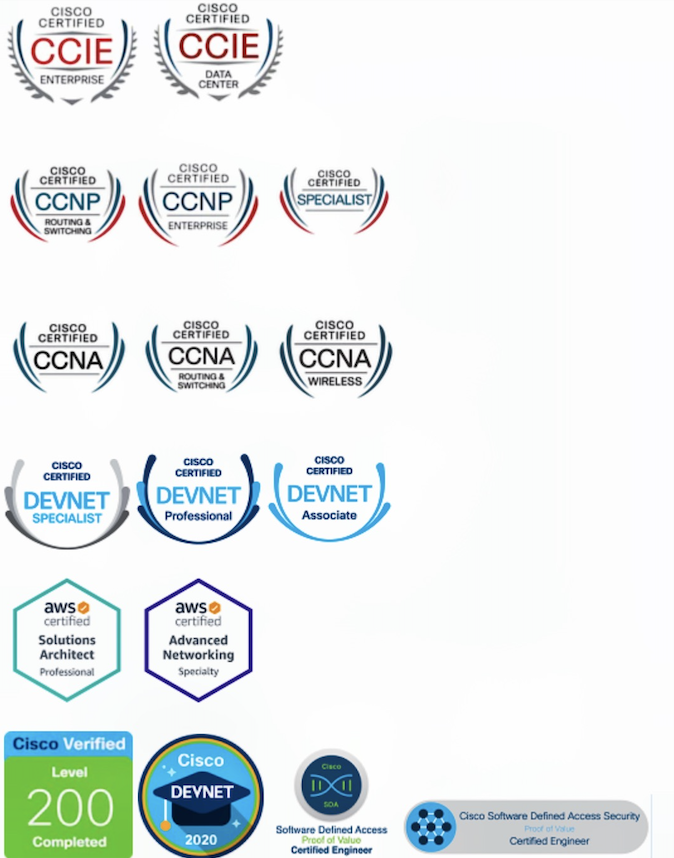 CISCO
CERTIFIED
CCIE
ENTERPRISE
CISCO
CERTIFIED
CCIE
DATA
CENTER
CISCO
CERTIFIED
CCNP
ROUTING &
SWITCHING
CISCO
CERTIFIED
CCNP
ENTERPRISE
CISCO
CERTIFIED
SPECIALIST
CISCO
CERTIFIED
CCNA
CISCO
CERTIFIED
CCNA
ROUTING &
SWITCHING
CISCO
CERTIFIED
CCNA
WIRELESS
CISCO
CERTIFIED
DEVNET
SPECIALIST
CISCO
CERTIFIED
DEVNET
Professional
CISCO
CERTIFIED
DEVNET
Associate
aws
certified
Solutions
Architect
Professional
aws
certified
Advanced
Networking
Specialty
Cisco Verified
Level
200
Completed
Cisco
DEVNET
2020
Cisco
SDA
Software Defined Access
Proof of Value
Certified Engineer
Cisco Software Defined Access Security
Proof of Value
Certified Engineer